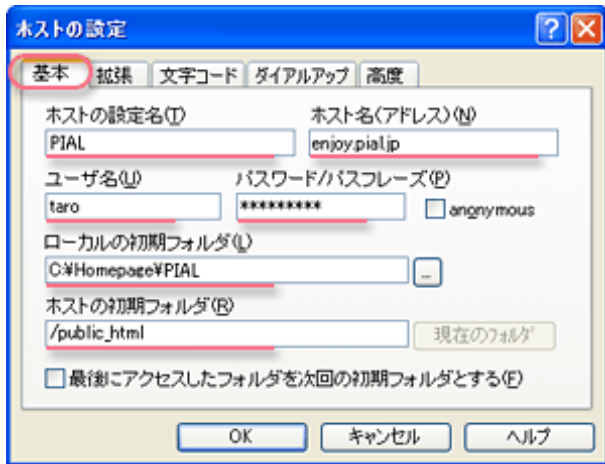 ホストの設定
基本 拡張 文字コード ダイアルアップ 高度
ホストの設定名(T) ホスト名(アドレス)(N)
PIAL enjoy.pial.jp
ユーザ名(U) パスワード/パスフレーズ(P)
taro ********* anonymous
ローカルの初期フォルダ(L)
C:¥Homepage¥PIAL ...
ホストの初期フォルダ(R)
/public_html 現在のフォルダ
最後にアクセスしたフォルダを次回の初期フォルダとする(F)
OK キャンセル ヘルプ